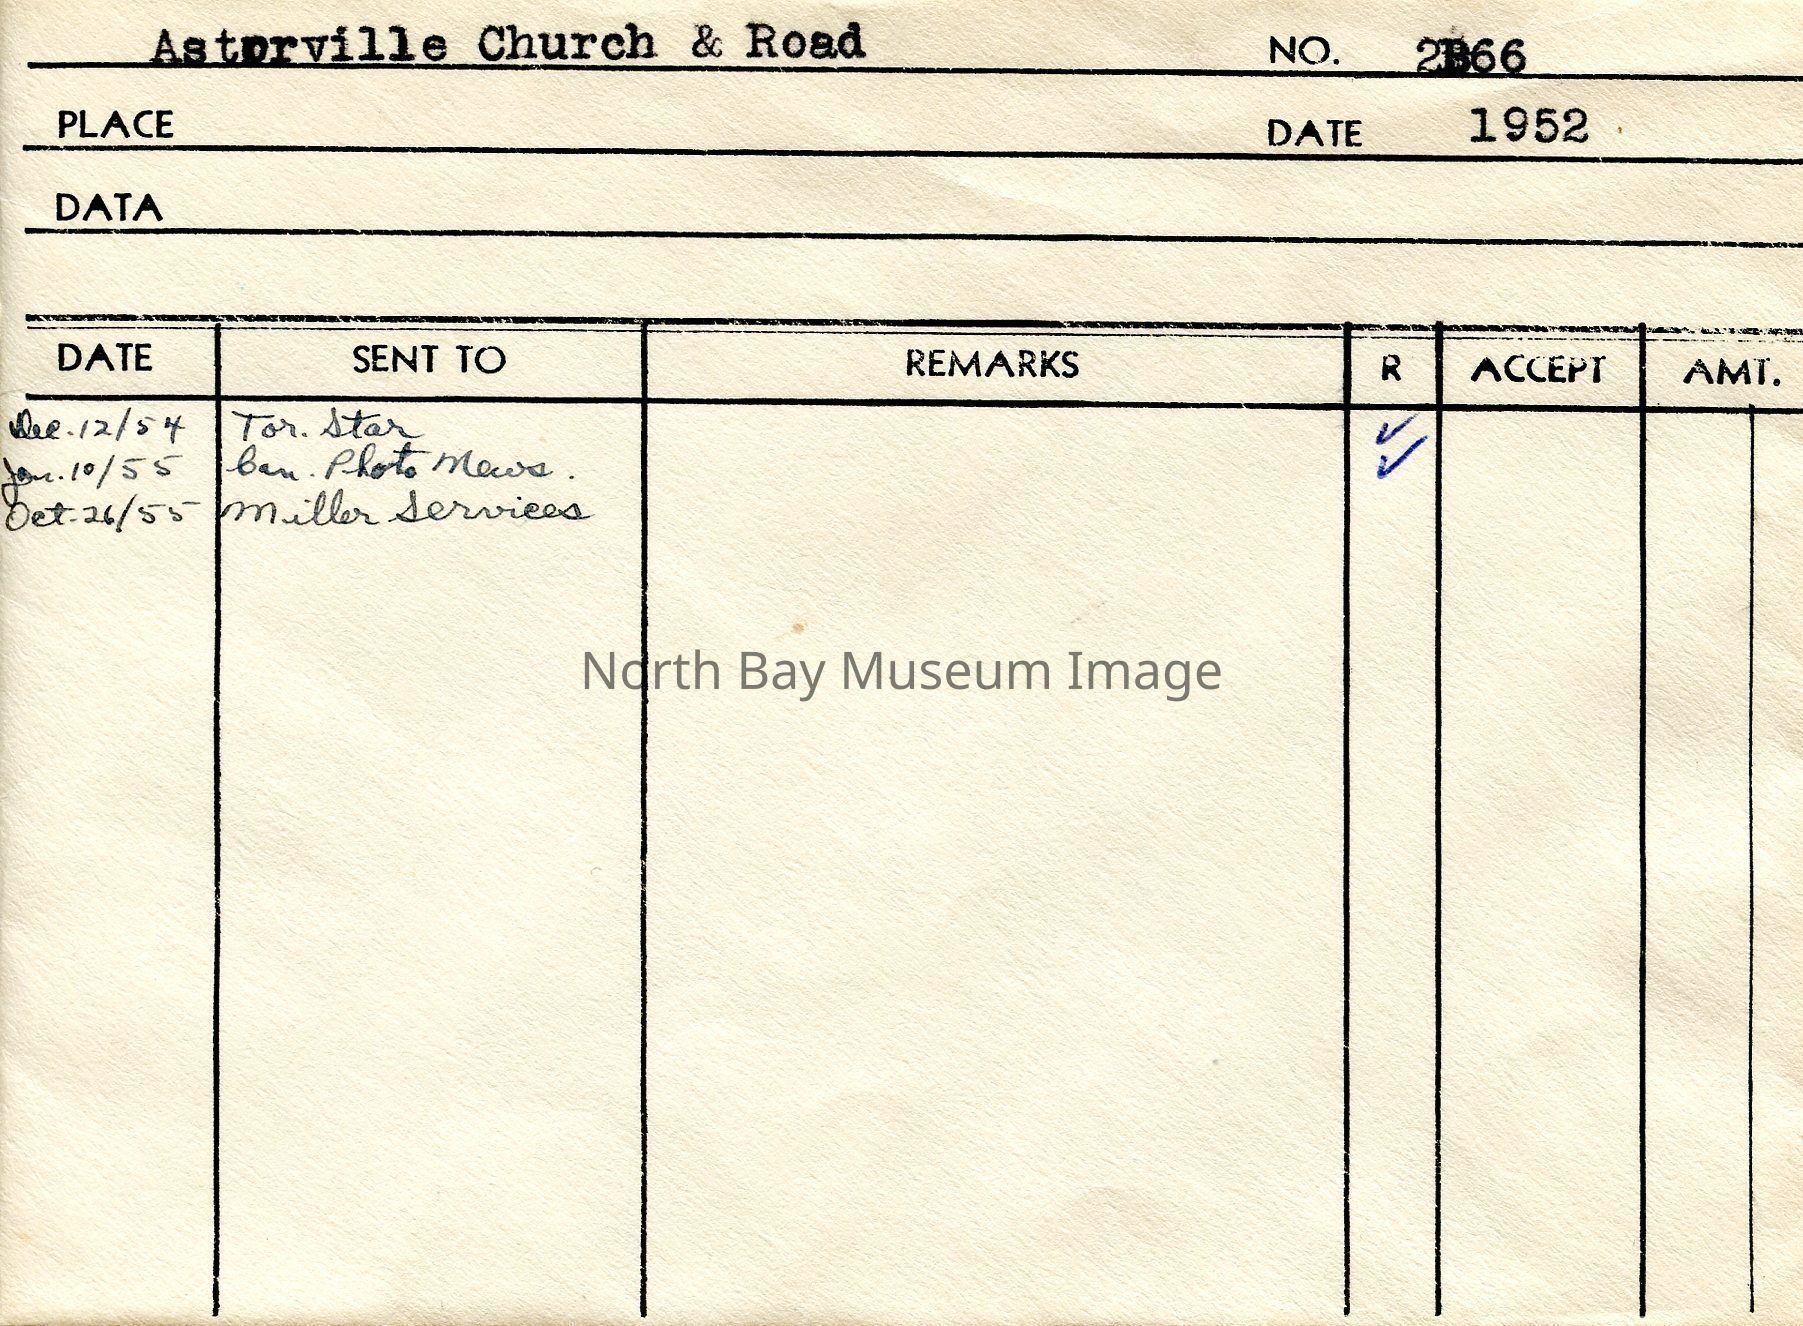 Astorville Church & Road NO. 2B66
PLACE DATE 1952
DATA
DATE SENT TO REMARKS R ACCEPT AMT.
Dec. 12/54 Tor. Star ✓
Jan. 10/55 Can. Photo News. ✓
Oct. 26/55 Miller Services
North Bay Museum Image